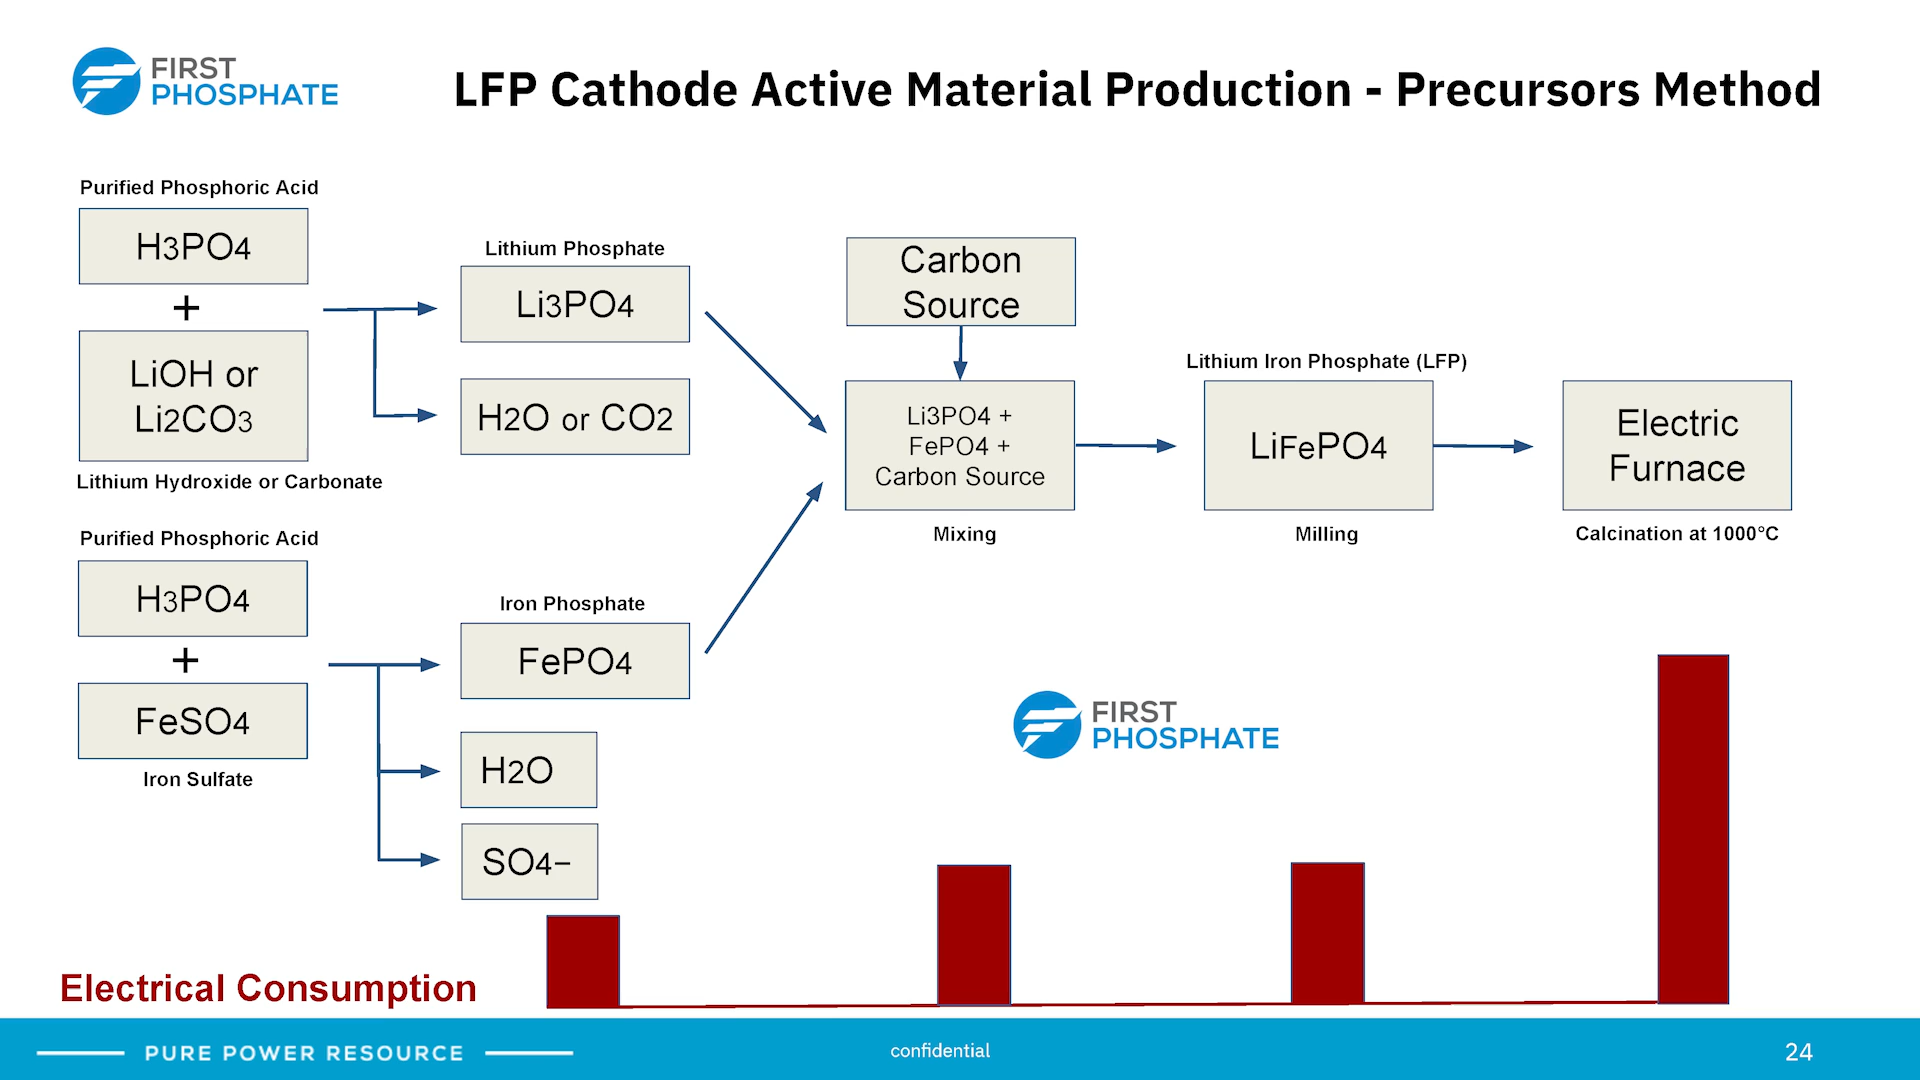 FIRST
PHOSPHATE
LFP Cathode Active Material Production - Precursors Method
Purified Phosphoric Acid
H3PO4
+
LiOH or
Li2CO3
Lithium Hydroxide or Carbonate
Lithium Phosphate
Li3PO4
H2O or CO2
Carbon
Source
Li3PO4 +
FePO4 +
Carbon Source
Mixing
Lithium Iron Phosphate (LFP)
LiFePO4
Milling
Electric
Furnace
Calcination at 1000°C
Purified Phosphoric Acid
H3PO4
+
FeSO4
Iron Sulfate
Iron Phosphate
FePO4
H2O
SO4–
FIRST
PHOSPHATE
Electrical Consumption
PURE POWER RESOURCE
confidential
24